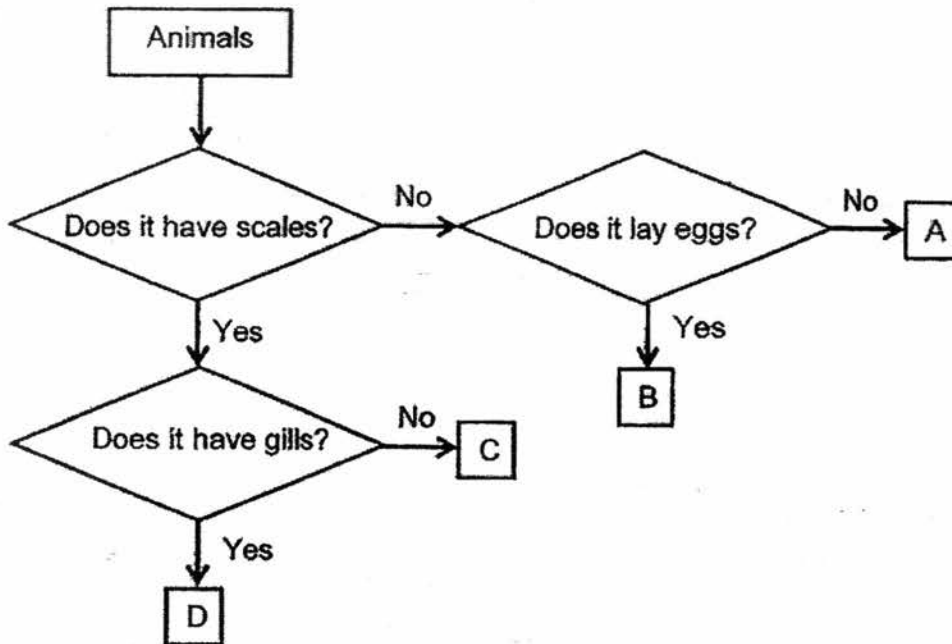 Animals
Does it have scales?
No
Does it lay eggs?
No
A
Yes
Yes
B
Does it have gills?
No
C
Yes
D